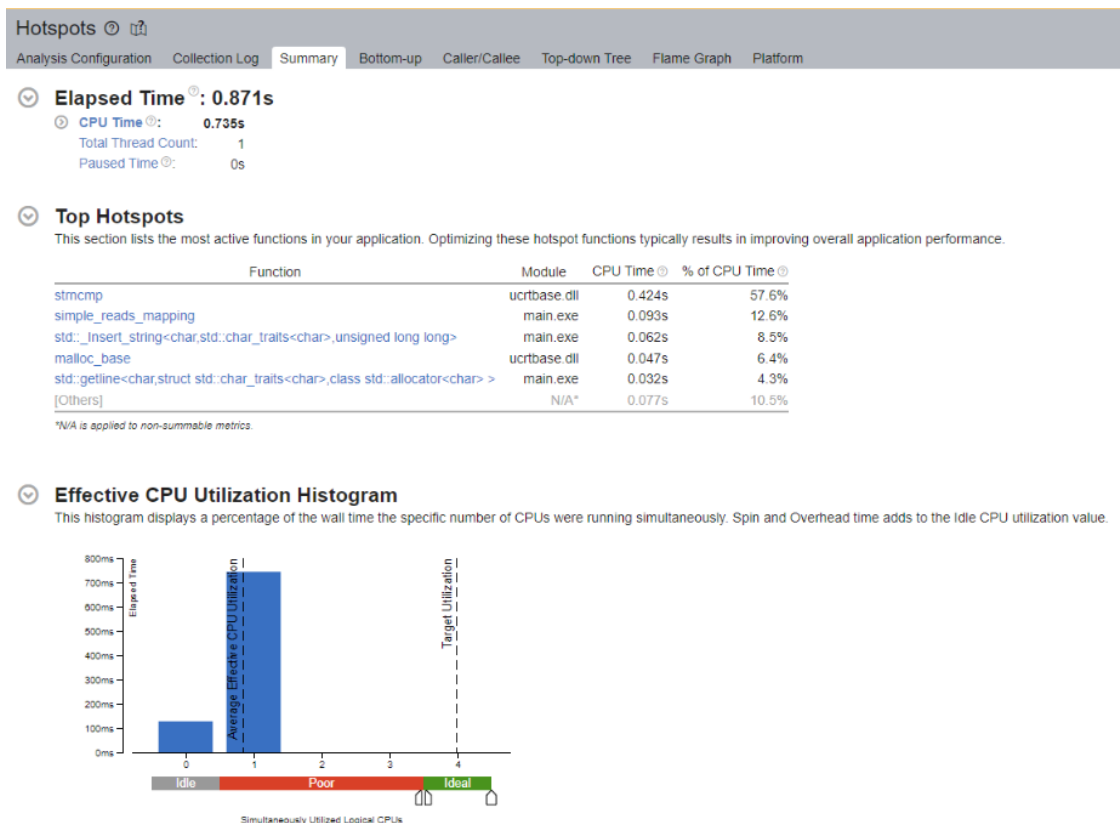 Hotspots
Analysis Configuration Collection Log Summary Bottom-up Caller/Callee Top-down Tree Flame Graph Platform
Elapsed Time: 0.871s
CPU Time: 0.735s
Total Thread Count: 1
Paused Time: 0s
Top Hotspots
This section lists the most active functions in your application. Optimizing these hotspot functions typically results in improving overall application performance.
Function Module CPU Time % of CPU Time
strncmp ucrtbase.dll 0.424s 57.6%
simple_reads_mapping main.exe 0.093s 12.6%
std::_Insert_string<char,std::char_traits<char>,unsigned long long> main.exe 0.062s 8.5%
malloc_base ucrtbase.dll 0.047s 6.4%
std::getline<char,struct std::char_traits<char>,class std::allocator<char> > main.exe 0.032s 4.3%
[Others] N/A* 0.077s 10.5%
*N/A is applied to non-summable metrics.
Effective CPU Utilization Histogram
This histogram displays a percentage of the wall time the specific number of CPUs were running simultaneously. Spin and Overhead time adds to the Idle CPU utilization value.
800ms
700ms
600ms
500ms
400ms
300ms
200ms
100ms
0ms
Elapsed Time
Average Effective CPU Utilization
Target Utilization
0 1 2 3 4
Idle Poor Ideal
Simultaneously Utilized Logical CPUs